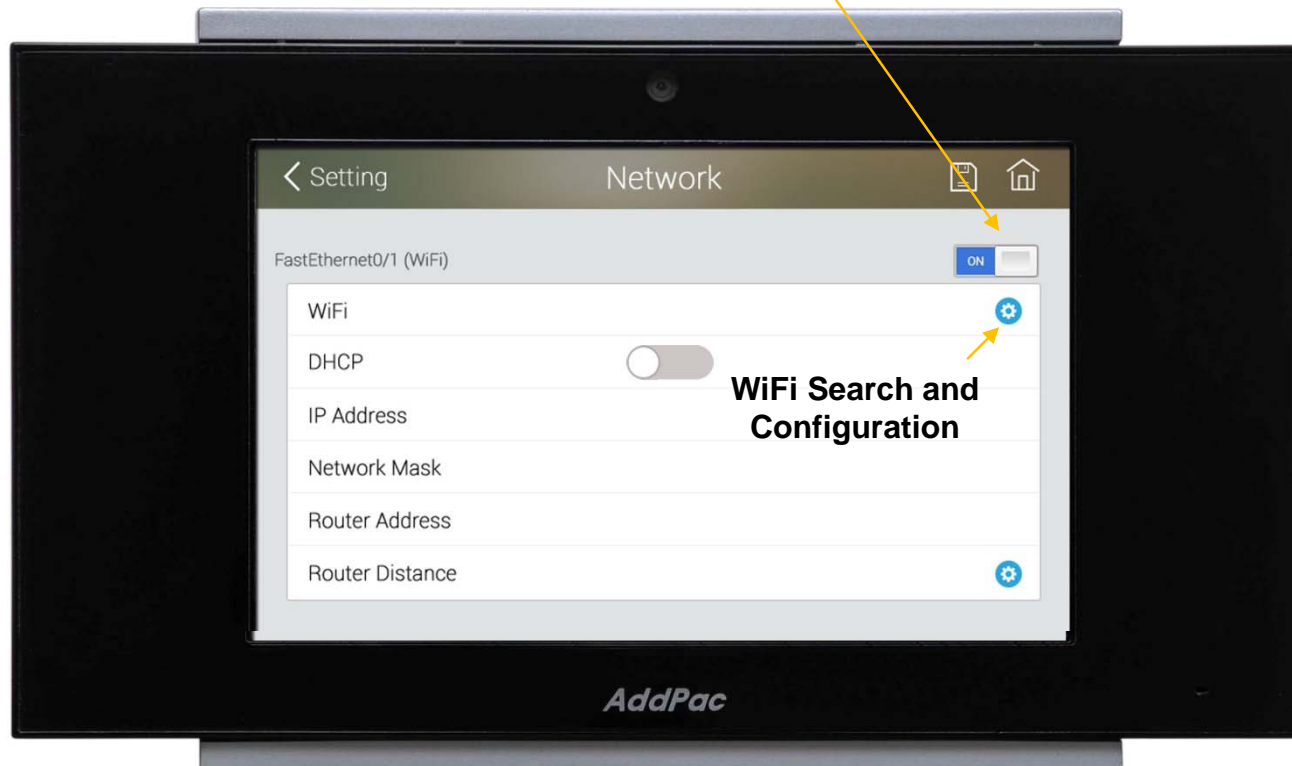 Setting
Network
FastEthernet0/1 (WiFi)
ON
WiFi
DHCP
WiFi Search and
Configuration
IP Address
Network Mask
Router Address
Router Distance
AddPac